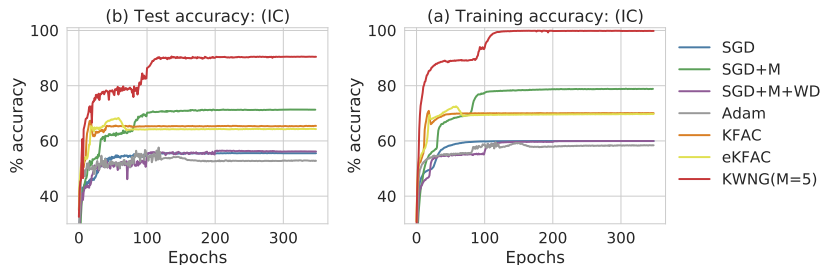 (b) Test accuracy: (IC)
100
80
60
40
% accuracy
0 100 200 300
Epochs
(a) Training accuracy: (IC)
100
80
60
40
% accuracy
0 100 200 300
Epochs
SGD
SGD+M
SGD+M+WD
Adam
KFAC
eKFAC
KWNG(M=5)